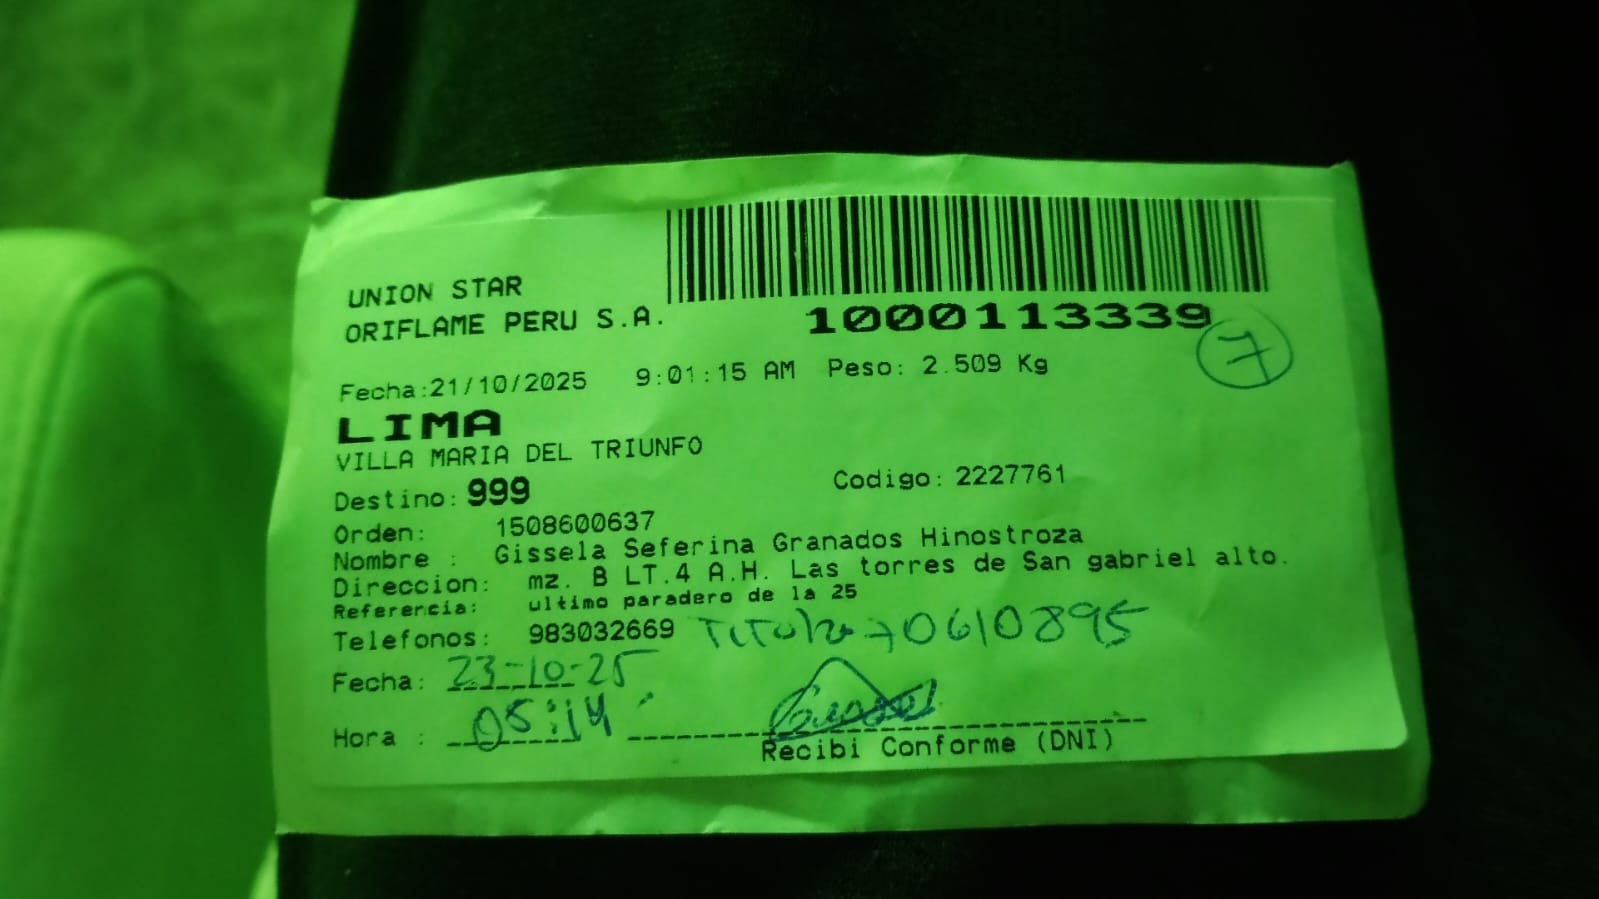 UNION STAR
ORIFLAME PERU S.A.
1000113339
7
Fecha:21/10/2025 9:01:15 AM Peso: 2.509 Kg
LIMA
VILLA MARIA DEL TRIUNFO
Destino: 999 Codigo: 2227761
Orden: 1508600637
Nombre : Gissela Seferina Granados Hinostroza
Direccion: mz. B LT.4 A.H. Las torres de San gabriel alto.
Referencia: ultimo paradero de la 25
Telefonos: 983032669 Titular 70610895
Fecha: 23-10-25
Hora : 05:14
Recibi Conforme (DNI)